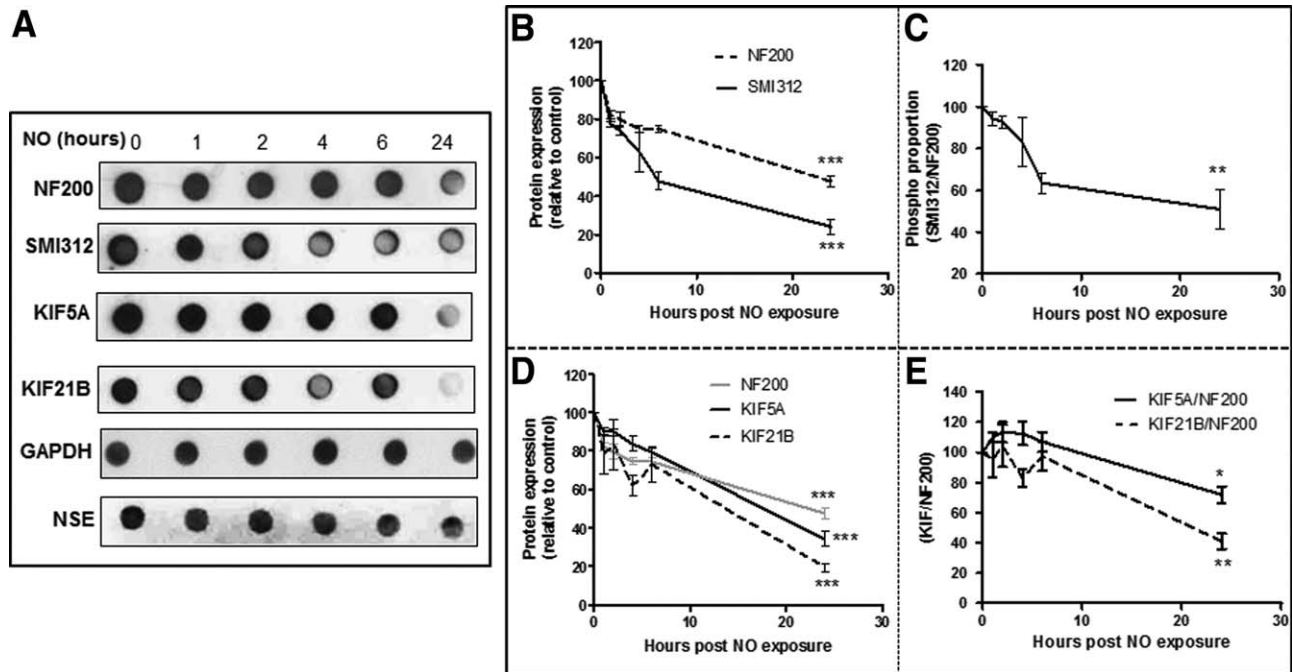 A
NO (hours) 0 1 2 4 6 24
NF200
SMI312
KIF5A
KIF21B
GAPDH
NSE
B
NF200
SMI312
Protein expression
(relative to control)
120
100
80
60
40
20
0
***
***
0 10 20 30
Hours post NO exposure
C
Phospho proportion
(SMI312/NF200)
120
100
80
60
40
20
**
0 10 20 30
Hours post NO exposure
D
NF200
KIF5A
KIF21B
Protein expression
(relative to control)
120
100
80
60
40
20
0
***
***
***
0 10 20 30
Hours post NO exposure
E
KIF5A/NF200
KIF21B/NF200
(KIF/NF200)
140
120
100
80
60
40
20
0
*
**
0 10 20 30
Hours post NO exposure